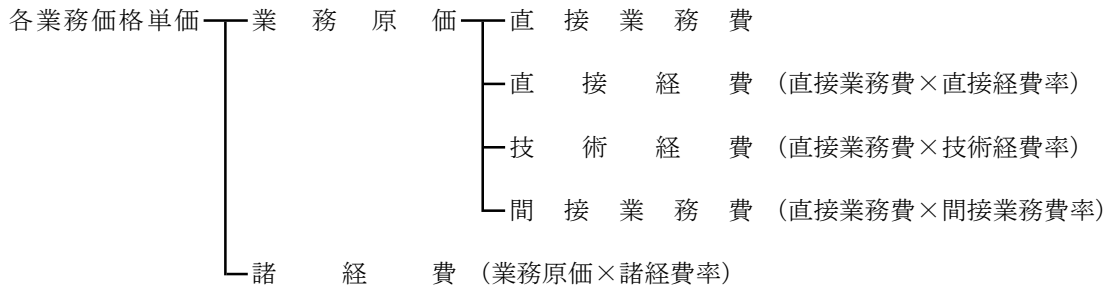 各業務価格単価 業務原価 直接業務費
直接経費 (直接業務費×直接経費率)
技術経費 (直接業務費×技術経費率)
間接業務費 (直接業務費×間接業務費率)
諸経費 (業務原価×諸経費率)